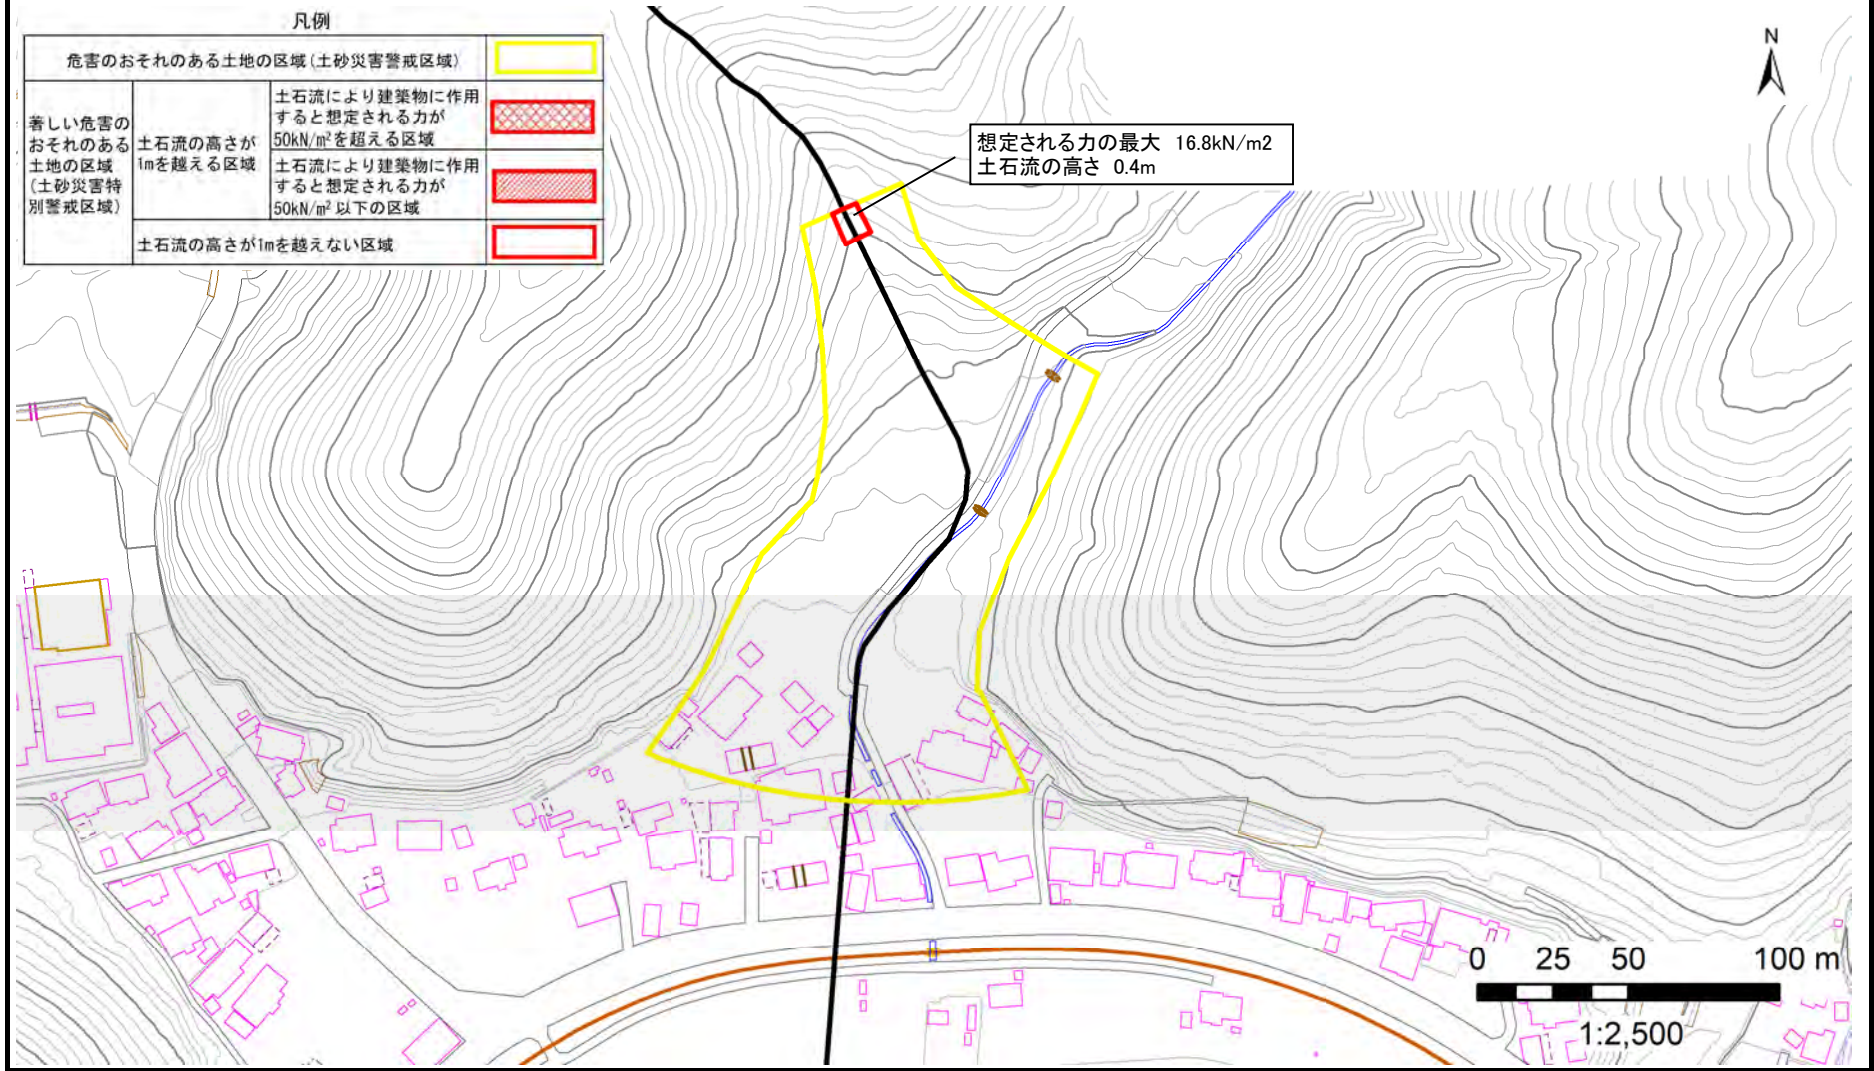 凡例
危害のおそれのある土地の区域(土砂災害警戒区域)
著しい危害の
おそれのある
土地の区域
(土砂災害特
別警戒区域)
土石流の高さが
1mを越える区域
土石流により建築物に作用
すると想定される力が
50kN/m²を超える区域
土石流により建築物に作用
すると想定される力が
50kN/m² 以下の区域
土石流の高さが1mを越えない区域
想定される力の最大 16.8kN/m2
土石流の高さ 0.4m
N
0 25 50 100 m
1:2,500